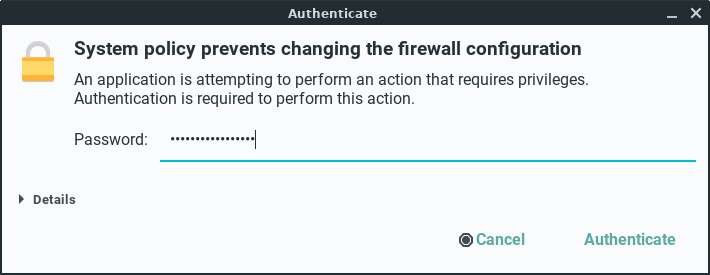 Authenticate
System policy prevents changing the firewall configuration
An application is attempting to perform an action that requires privileges.
Authentication is required to perform this action.
Password: •••••••••••••••••
Details
Cancel Authenticate